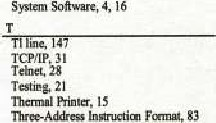 System Software, 4, 16
T
T1 line, 147
TCP/IP, 31
Telnet, 28
Testing, 21
Thermal Printer, 15
Three-Address Instruction Format, 83